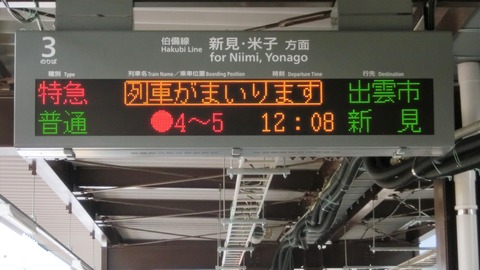 3
のりば
伯備線
Hakubi Line
新見・米子 方面
for Niimi, Yonago
種別 Type
列車名 Train Name／乗車位置 Boarding Position
時刻 Departure Time
行先 Destination
特急 列車がまいります 出雲市
普通 ●4～5 12:08 新見